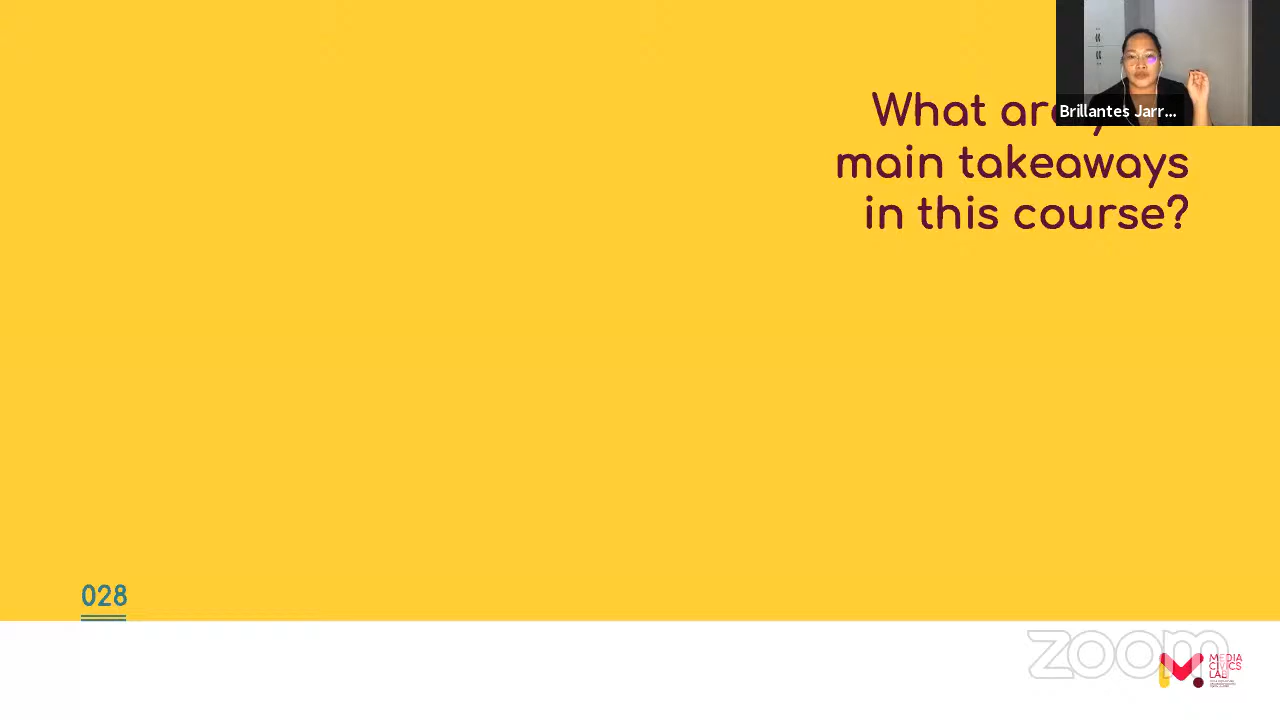 What are
main takeaways
in this course?
Brillantes Jarr...
028
zoom
MEDIA
CIVICS
LAB